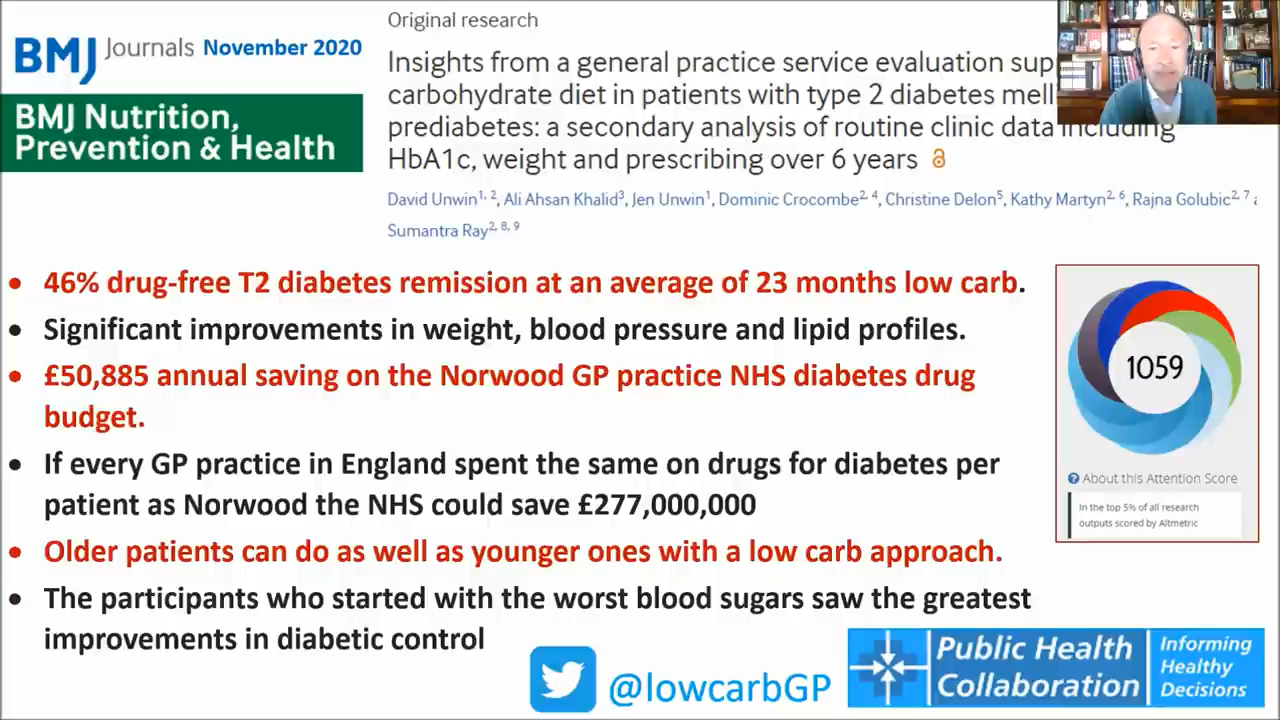 Original research
BMJ Journals November 2020
BMJ Nutrition,
Prevention & Health
Insights from a general practice service evaluation sup
carbohydrate diet in patients with type 2 diabetes mell
prediabetes: a secondary analysis of routine clinic data including
HbA1c, weight and prescribing over 6 years
David Unwin1, 2, Ali Ahsan Khalid3, Jen Unwin1, Dominic Crocombe2, 4, Christine Delon5, Kathy Martyn2, 6, Rajna Golubic2, 7
Sumantra Ray2, 8, 9
• 46% drug-free T2 diabetes remission at an average of 23 months low carb.
• Significant improvements in weight, blood pressure and lipid profiles.
• £50,885 annual saving on the Norwood GP practice NHS diabetes drug
budget.
• If every GP practice in England spent the same on drugs for diabetes per
patient as Norwood the NHS could save £277,000,000
• Older patients can do as well as younger ones with a low carb approach.
• The participants who started with the worst blood sugars saw the greatest
improvements in diabetic control
1059
? About this Attention Score
In the top 5% of all research
outputs scored by Altmetric
@lowcarbGP
Public Health
Collaboration
Informing
Healthy
Decisions